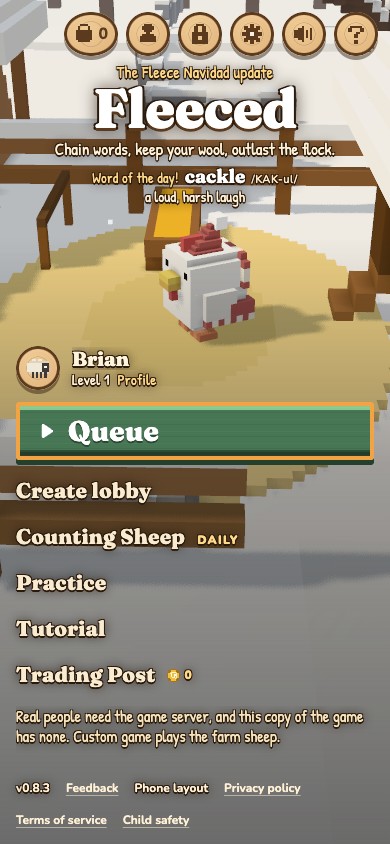 0
The Fleece Navidad update
Fleeced
Chain words, keep your wool, outlast the flock.
Word of the day! cackle /KAK-ul/
a loud, harsh laugh
Brian
Level 1 Profile
Queue
Create lobby
Counting Sheep DAILY
Practice
Tutorial
Trading Post 0
Real people need the game server, and this copy of the game
has none. Custom game plays the farm sheep.
v0.8.3 Feedback Phone layout Privacy policy
Terms of service Child safety